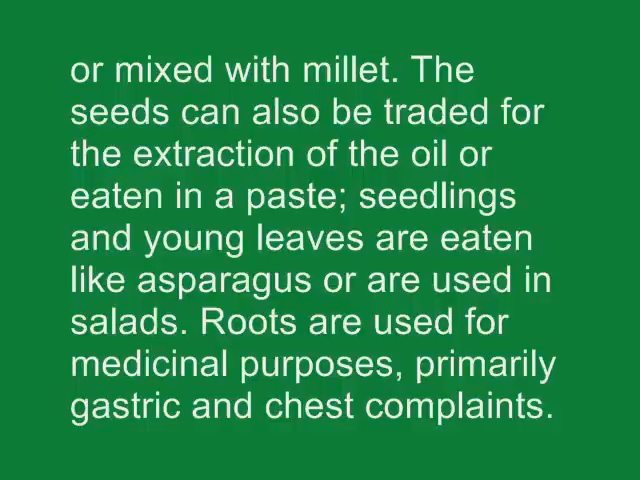 or mixed with millet. The
seeds can also be traded for
the extraction of the oil or
eaten in a paste; seedlings
and young leaves are eaten
like asparagus or are used in
salads. Roots are used for
medicinal purposes, primarily
gastric and chest complaints.